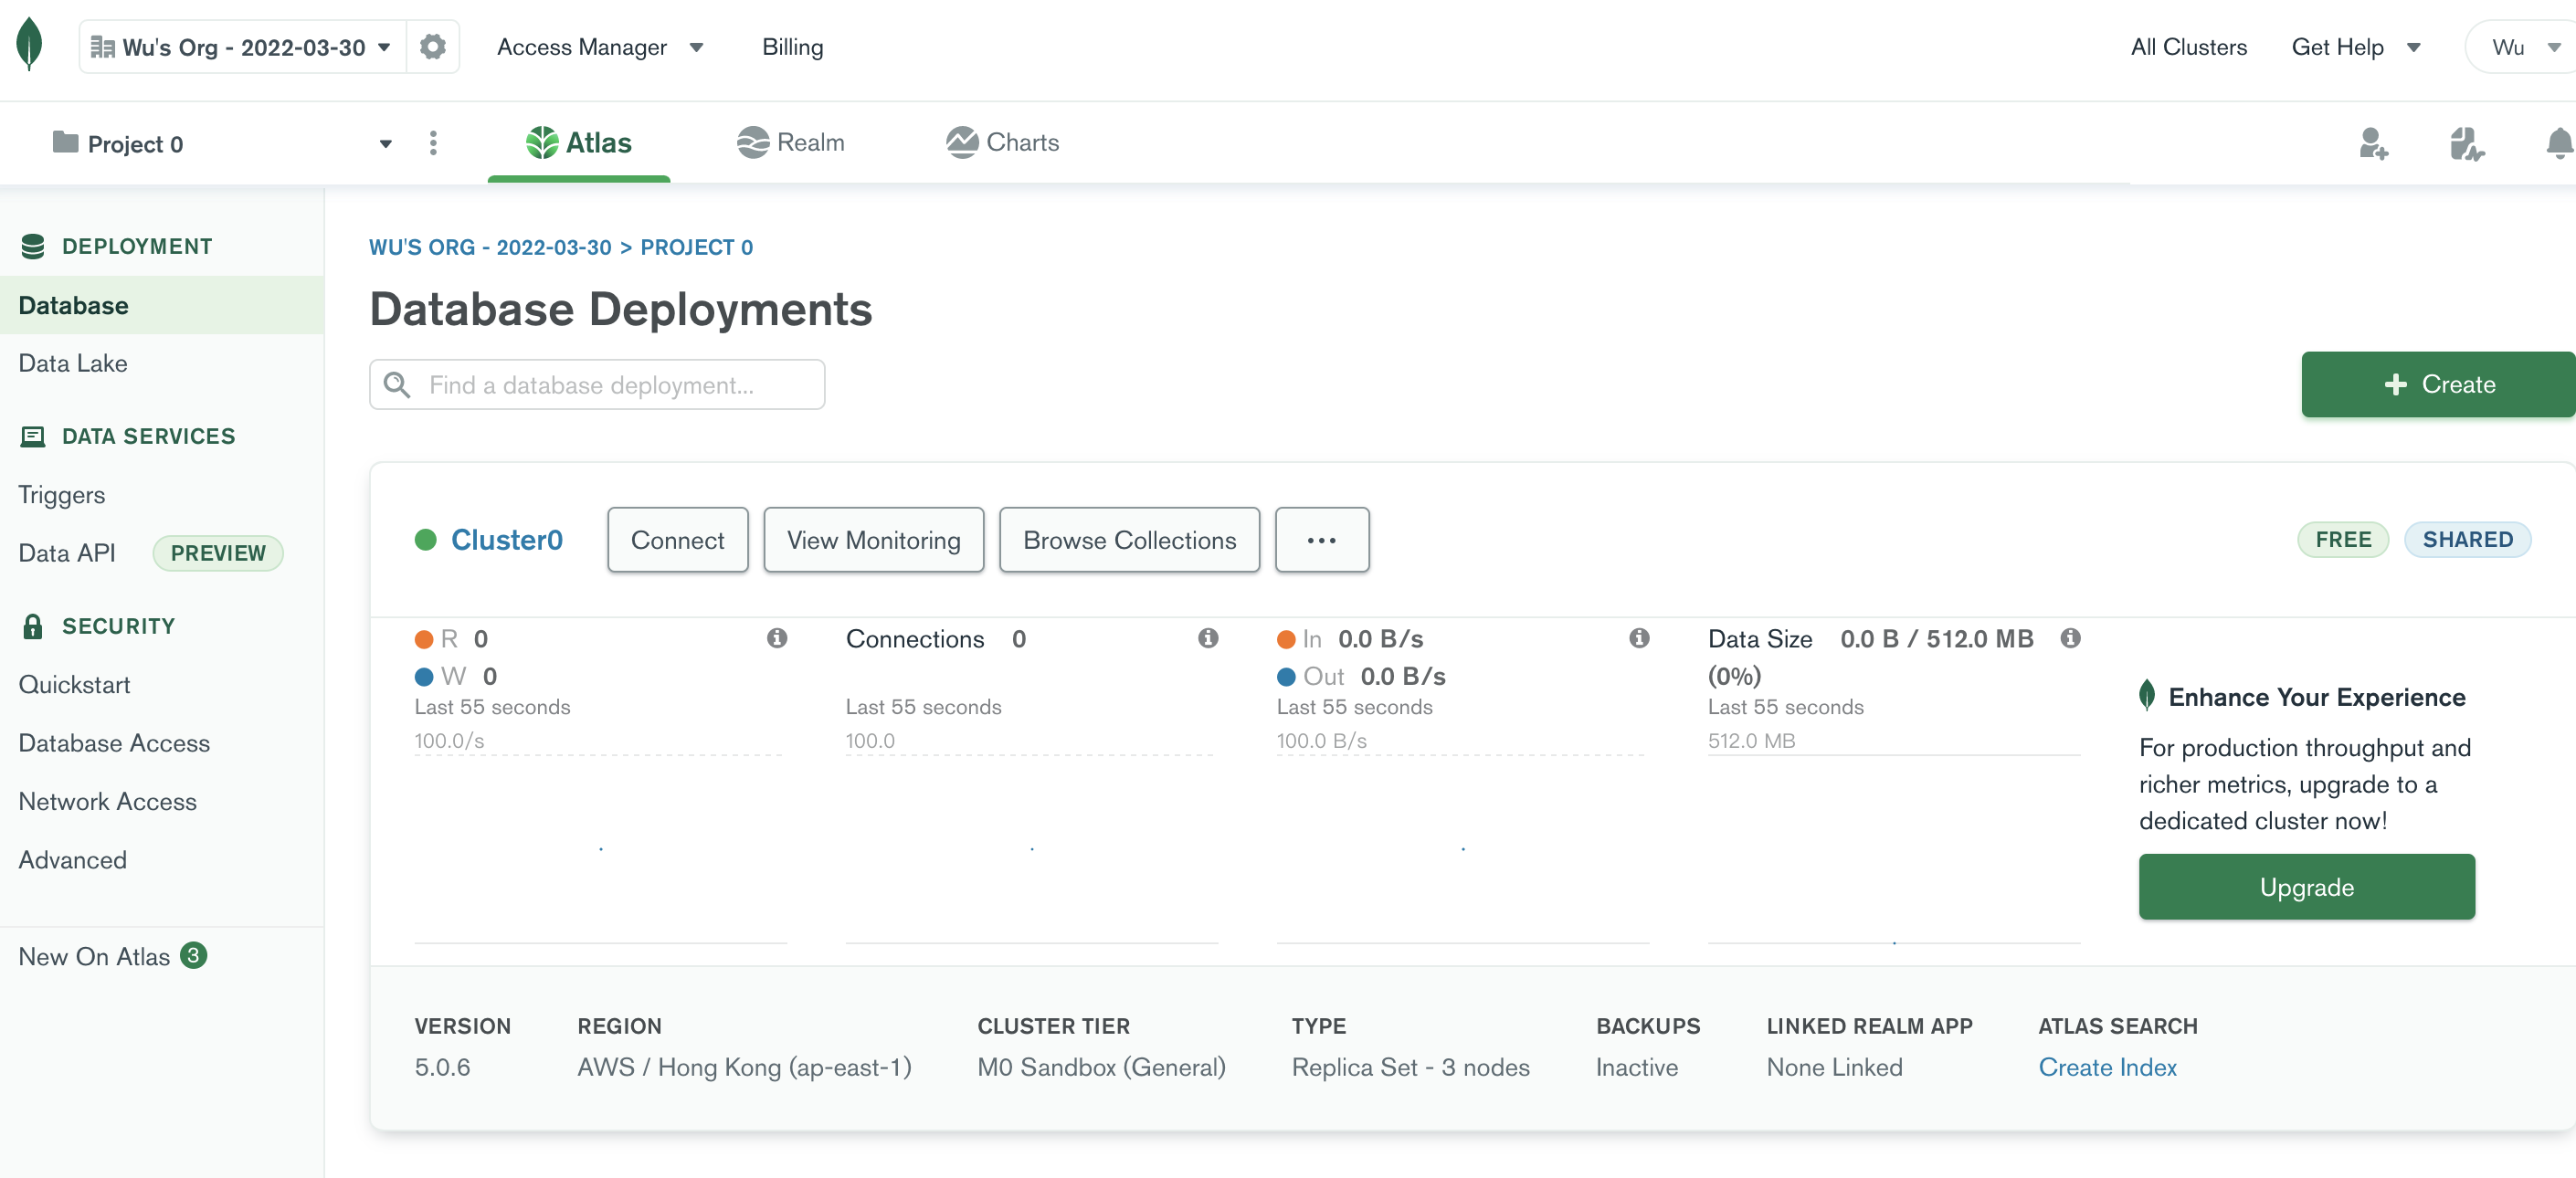 Wu's Org - 2022-03-30
Access Manager
Billing
All Clusters
Get Help
Wu
Project 0
Atlas
Realm
Charts
DEPLOYMENT
Database
Data Lake
DATA SERVICES
Triggers
Data API PREVIEW
SECURITY
Quickstart
Database Access
Network Access
Advanced
New On Atlas 3
WU'S ORG - 2022-03-30 > PROJECT 0
Database Deployments
Find a database deployment...
+ Create
Cluster0
Connect
View Monitoring
Browse Collections
...
FREE
SHARED
R 0
W 0
Last 55 seconds
100.0/s
Connections 0
Last 55 seconds
100.0
In 0.0 B/s
Out 0.0 B/s
Last 55 seconds
100.0 B/s
Data Size 0.0 B / 512.0 MB
(0%)
Last 55 seconds
512.0 MB
Enhance Your Experience
For production throughput and
richer metrics, upgrade to a
dedicated cluster now!
Upgrade
VERSION
5.0.6
REGION
AWS / Hong Kong (ap-east-1)
CLUSTER TIER
M0 Sandbox (General)
TYPE
Replica Set - 3 nodes
BACKUPS
Inactive
LINKED REALM APP
None Linked
ATLAS SEARCH
Create Index